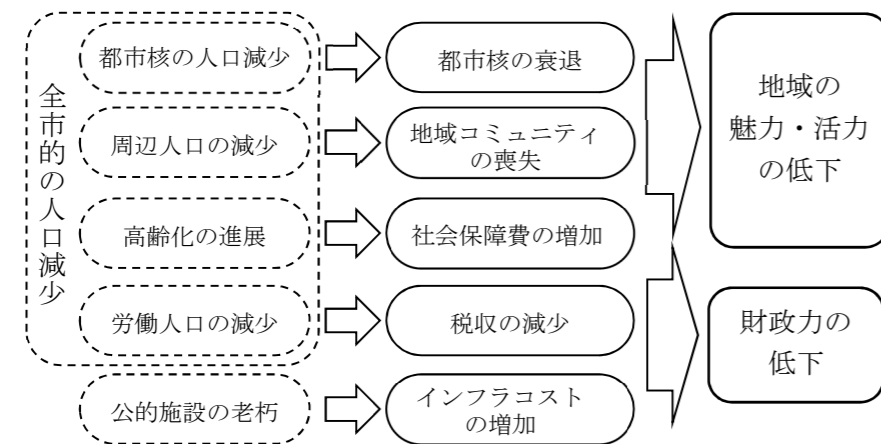 全市的の人口減少
都市核の人口減少
都市核の衰退
周辺人口の減少
地域コミュニティ
の喪失
高齢化の進展
社会保障費の増加
労働人口の減少
税収の減少
公的施設の老朽
インフラコスト
の増加
地域の
魅力・活力
の低下
財政力の
低下